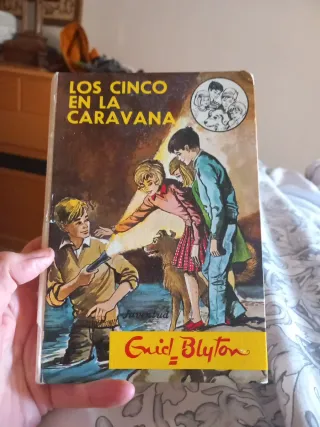 LOS CINCO
EN LA
CARAVANA
Juventud
Enid Blyton